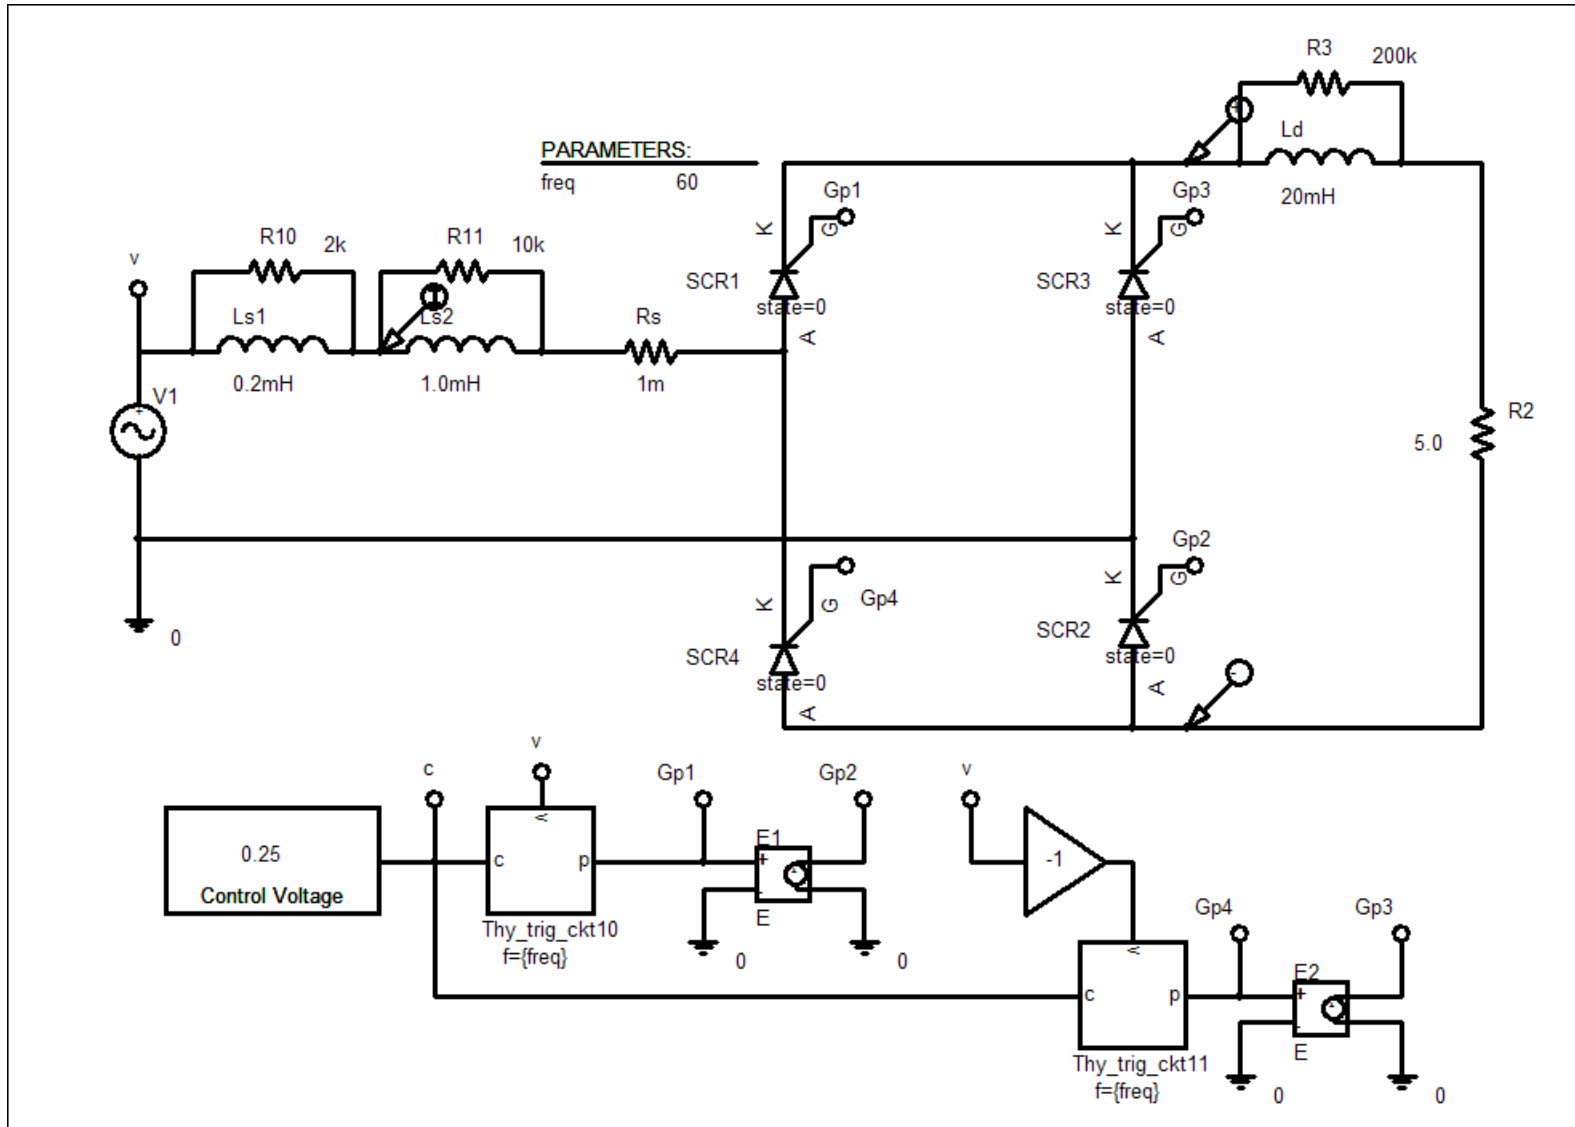 R3 200k
Ld
20mH
PARAMETERS:
freq 60
Gp1
Gp3
K G
K G
R10 2k
R11 10k
v
SCR1
state=0
SCR3
state=0
Ls1
Ls2
Rs
A
A
0.2mH
1.0mH
1m
V1
+
R2
5.0
Gp2
K G
K G
Gp4
SCR2
state=0
0
SCR4
state=0
A
A
-
c
v
Gp1
Gp2
v
0.25
Control Voltage
c
v
p
E1
+
-
E
-1
Thy_trig_ckt10
f={freq}
0
0
Gp4
Gp3
c
v
p
E2
+
-
E
Thy_trig_ckt11
f={freq}
0
0